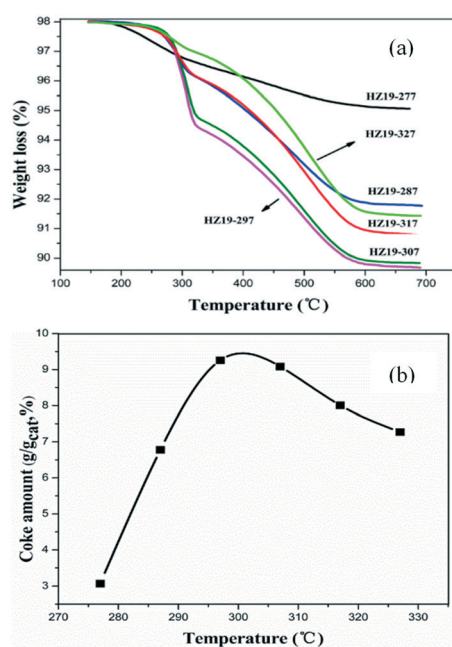 (a)
98
97
96
95
94
93
92
91
90
Weight loss (%)
HZ19-277
HZ19-327
HZ19-287
HZ19-317
HZ19-297
HZ19-307
100 200 300 400 500 600 700
Temperature (℃)
(b)
10
9
8
7
6
5
4
3
Coke amount (g/gcat,%)
270 280 290 300 310 320 330
Temperature (℃)